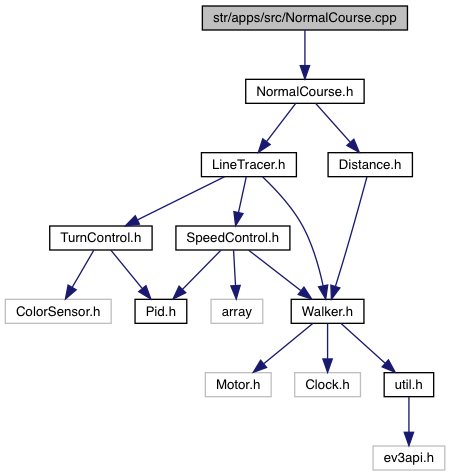 str/apps/src/NormalCourse.cpp
NormalCourse.h
LineTracer.h
Distance.h
TurnControl.h
SpeedControl.h
ColorSensor.h
Pid.h
array
Walker.h
Motor.h
Clock.h
util.h
ev3api.h